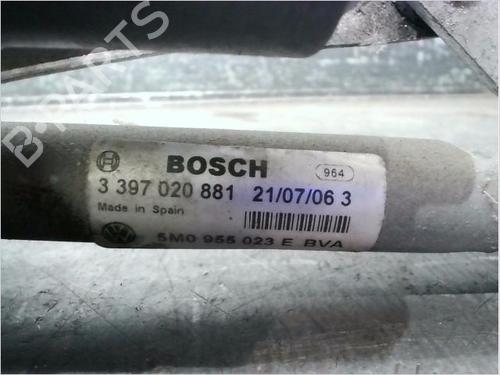 B-PARTS
BOSCH 964
3 397 020 881 21/07/06 3
Made in Spain
5M0 955 023 E BVA